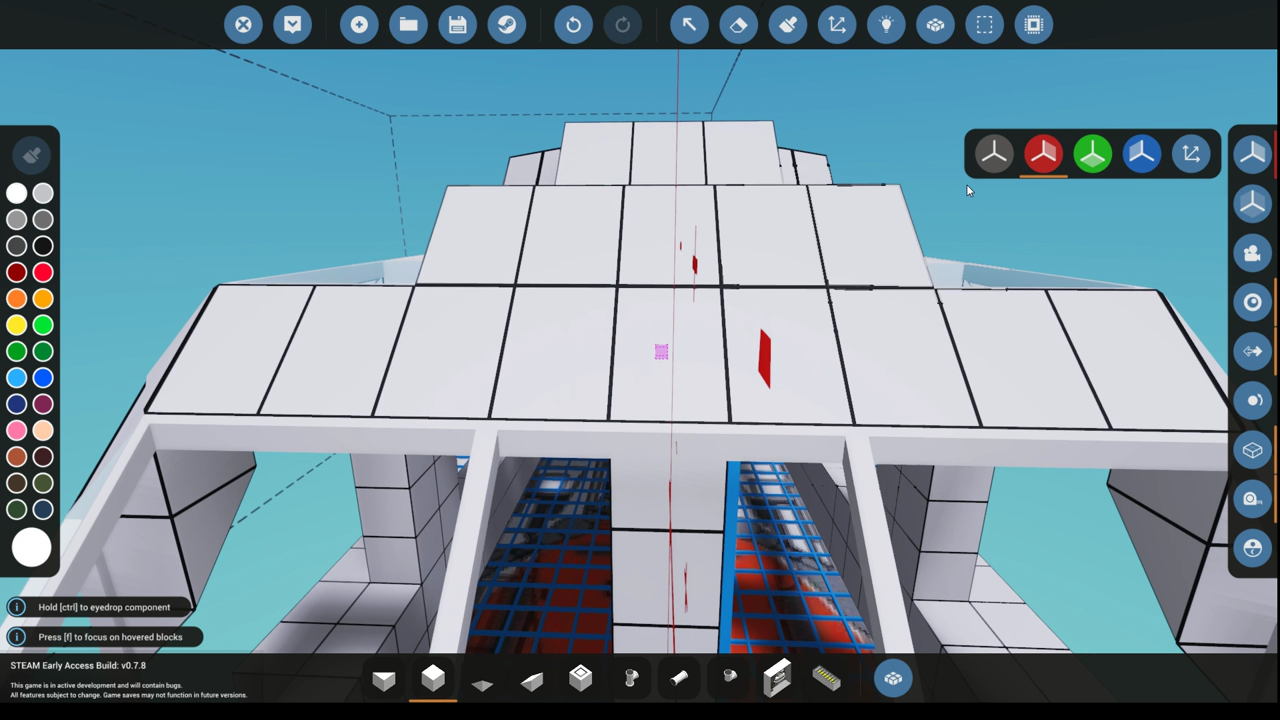 Hold [ctrl] to eyedrop component
Press [f] to focus on hovered blocks
STEAM Early Access Build: v0.7.8
This game is in active development and will contain bugs.
All features subject to change. Game saves may not function in future versions.